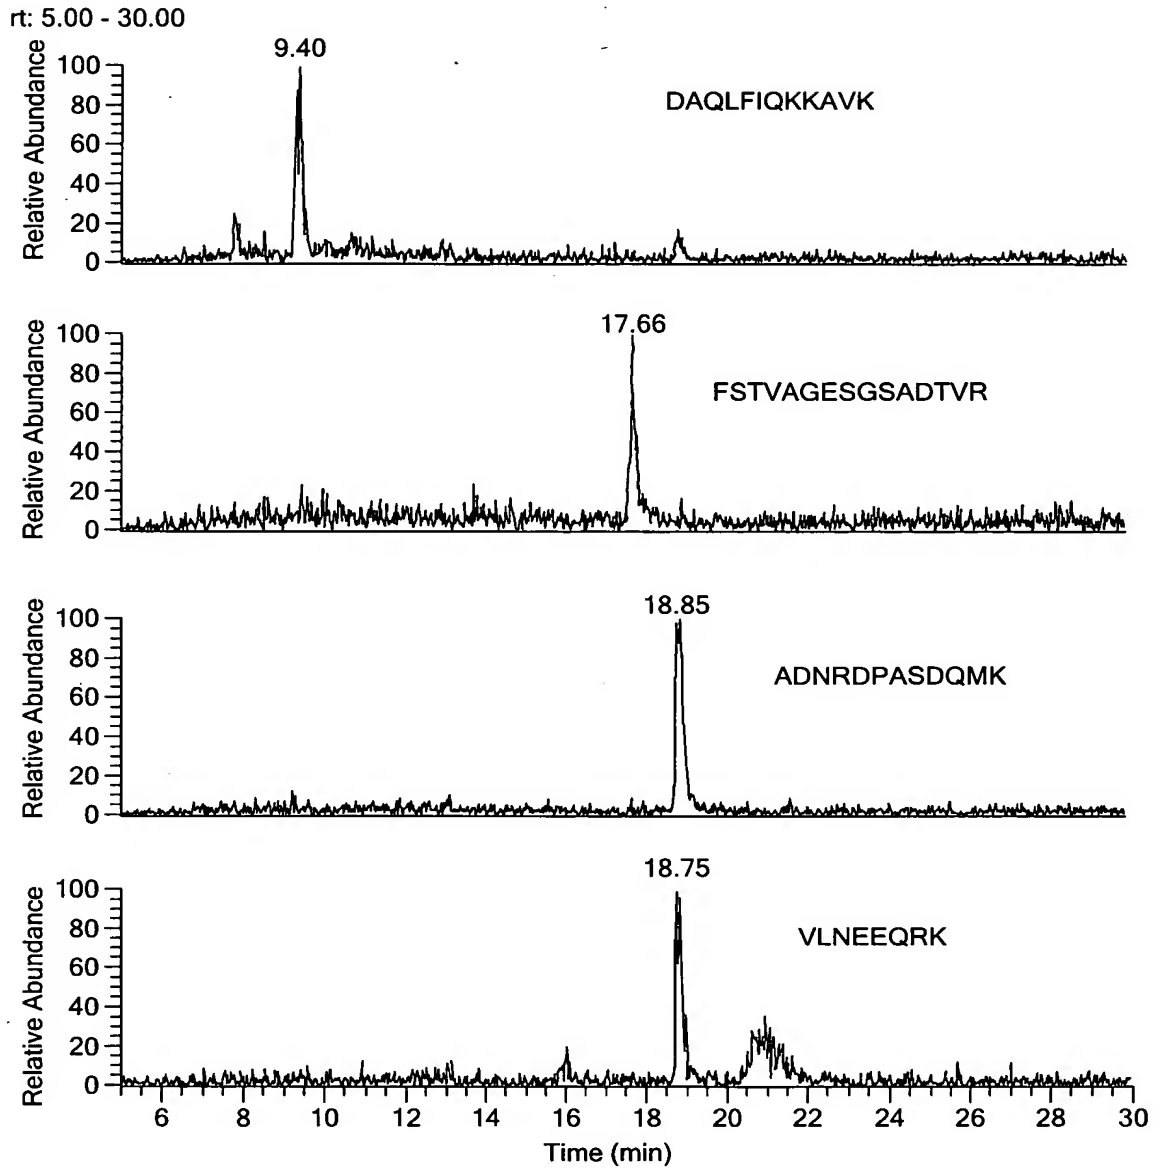 rt: 5.00 - 30.00
9.40
Relative Abundance
100
80
60
40
20
0
DAQLFIQKKAVK
17.66
Relative Abundance
100
80
60
40
20
0
FSTVAGESGSADTVR
18.85
Relative Abundance
100
80
60
40
20
0
ADNRDPASDQMK
18.75
Relative Abundance
100
80
60
40
20
0
VLNEEQRK
6 8 10 12 14 16 18 20 22 24 26 28 30
Time (min)